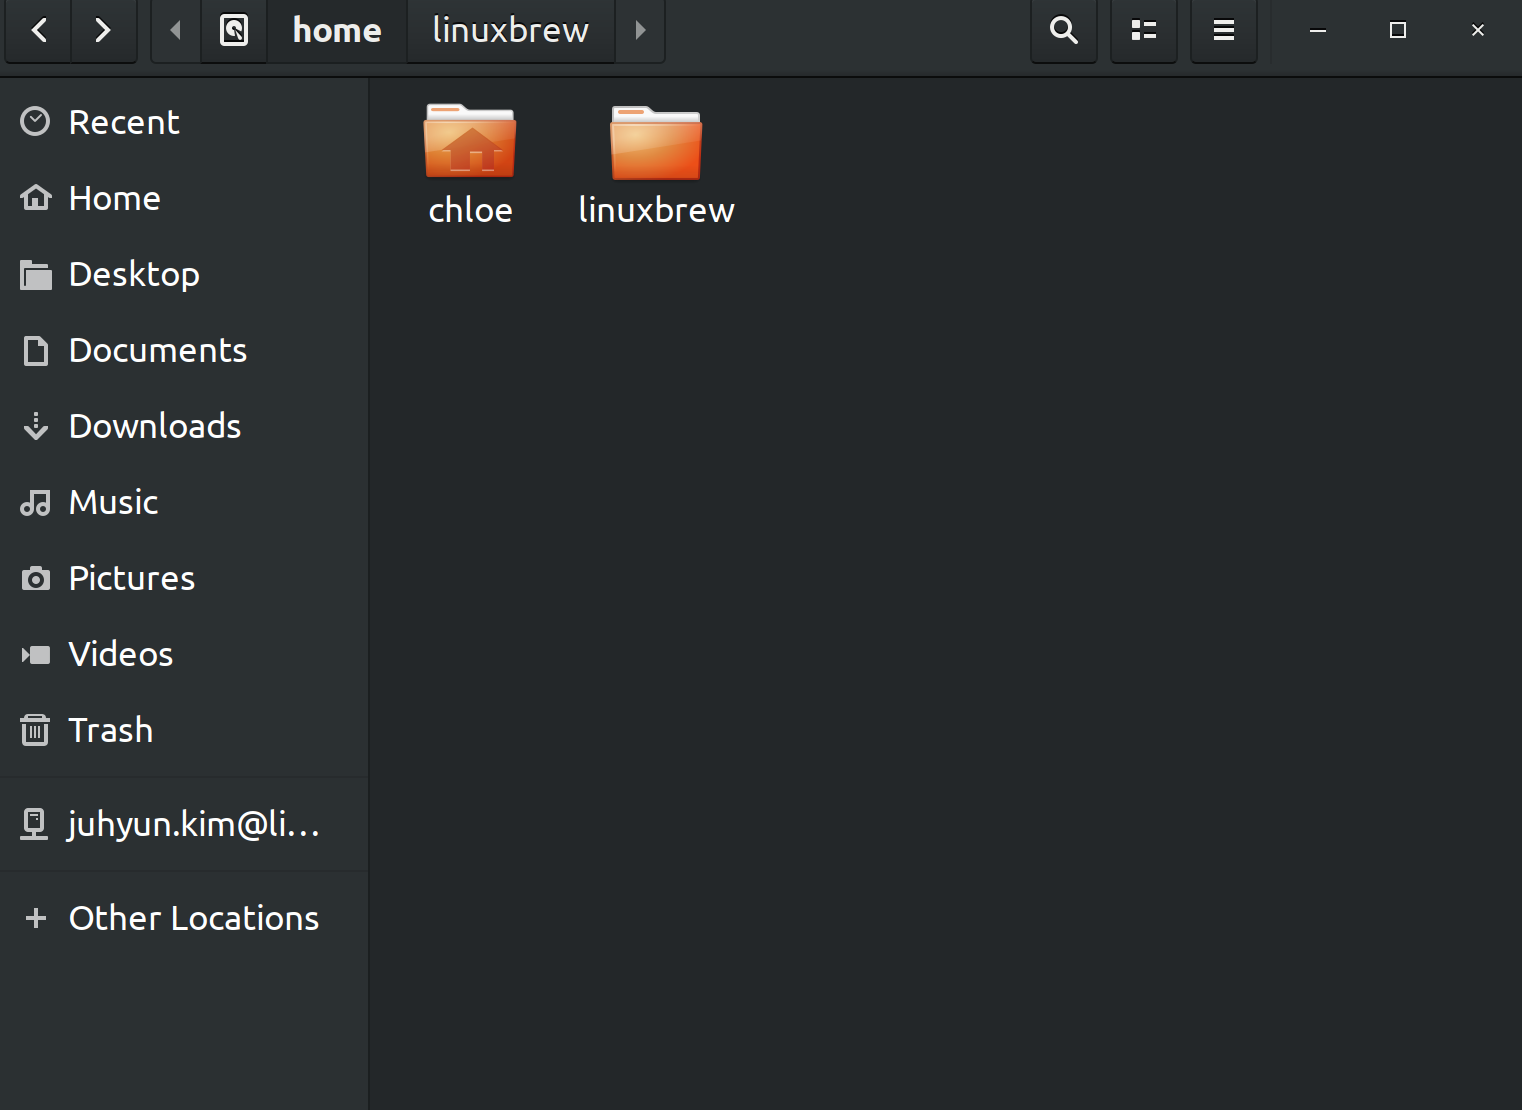 home linuxbrew
Recent
Home
Desktop
Documents
Downloads
Music
Pictures
Videos
Trash
juhyun.kim@li...
Other Locations
chloe linuxbrew